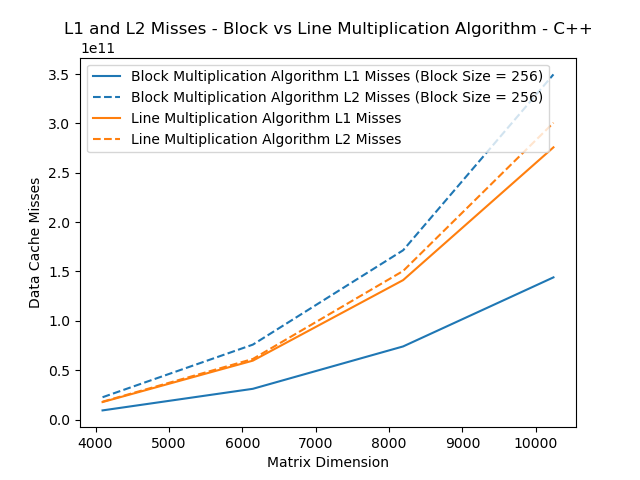 L1 and L2 Misses - Block vs Line Multiplication Algorithm - C++
1e11
Block Multiplication Algorithm L1 Misses (Block Size = 256)
Block Multiplication Algorithm L2 Misses (Block Size = 256)
Line Multiplication Algorithm L1 Misses
Line Multiplication Algorithm L2 Misses
3.5
3.0
2.5
2.0
1.5
1.0
0.5
0.0
Data Cache Misses
4000 5000 6000 7000 8000 9000 10000
Matrix Dimension